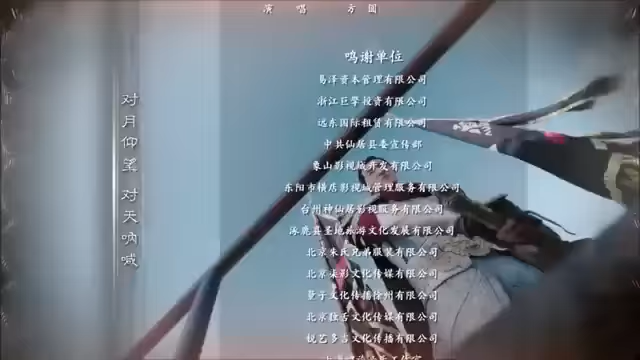 演唱 方圆
鸣谢单位
易泽资本管理有限公司
浙江巨擎投资有限公司
远东国际租赁有限公司
中共仙居县委宣传部
象山影视城开发有限公司
东阳市横店影视城管理服务有限公司
台州神仙居影视服务有限公司
涿鹿县圣地旅游文化发展有限公司
北京朱氏兄弟服装有限公司
北京渠影文化传媒有限公司
量子文化传播徐州有限公司
北京独舌文化传媒有限公司
锐艺多吉文化传播有限公司
对月仰望 对天呐喊